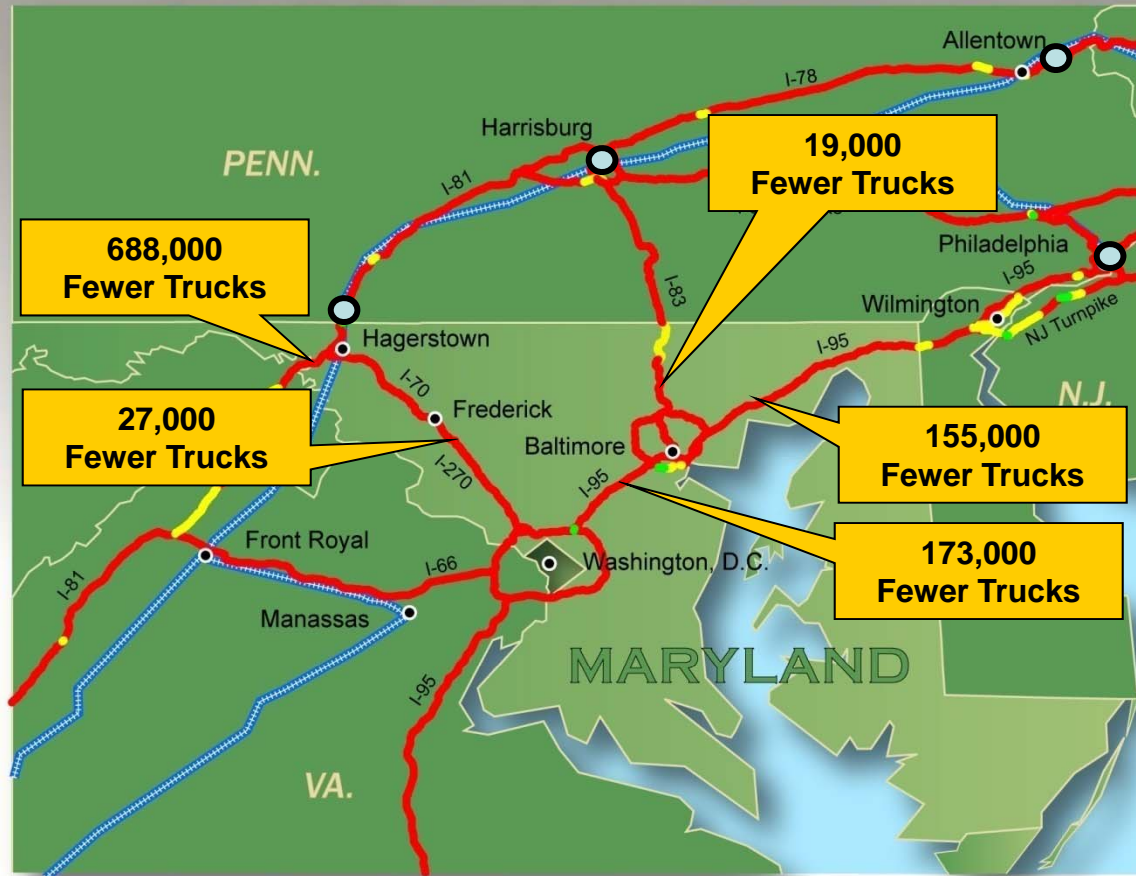 Allentown
I-78
Harrisburg
19,000
Fewer Trucks
PENN.
I-81
688,000
Fewer Trucks
Philadelphia
I-95
Wilmington
NJ Turnpike
I-83
I-95
Hagerstown
I-70
N.J.
27,000
Fewer Trucks
Frederick
Baltimore
155,000
Fewer Trucks
I-270
I-95
Front Royal
173,000
Fewer Trucks
I-66
Washington, D.C.
I-81
Manassas
MARYLAND
I-95
VA.